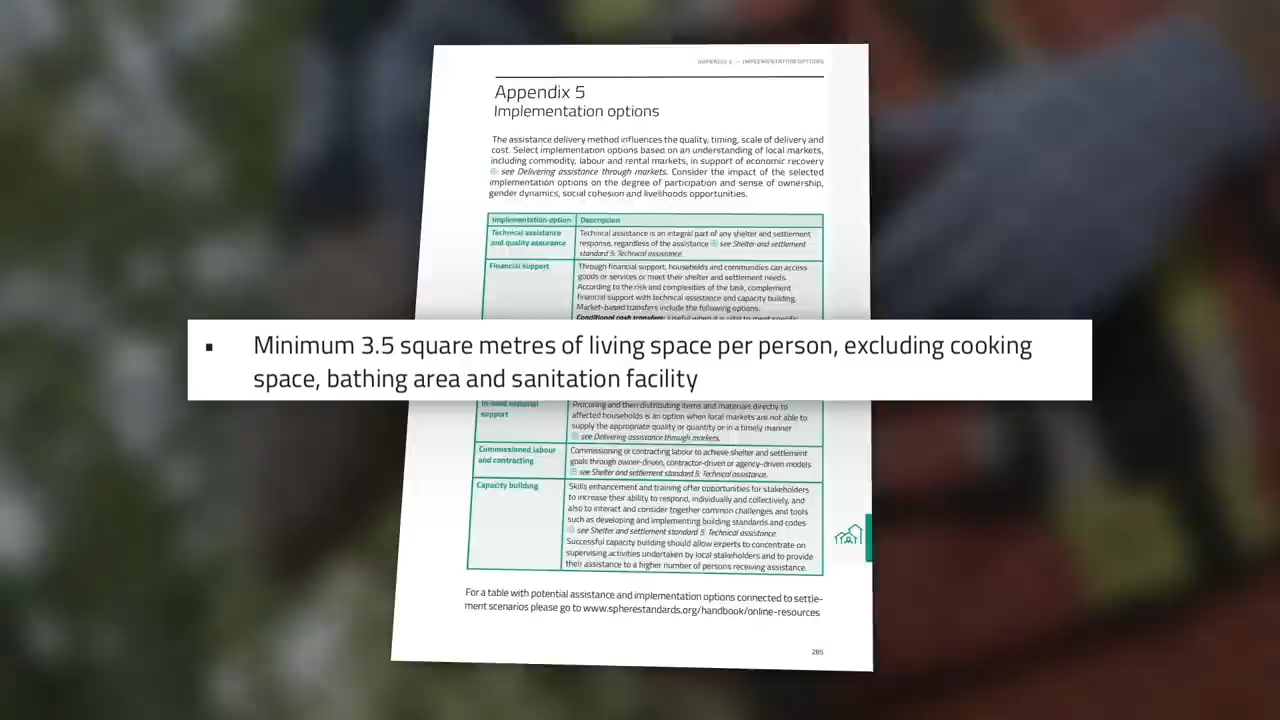 APPENDIX 5 — IMPLEMENTATION OPTIONS
Appendix 5
Implementation options
The assistance delivery method influences the quality, timing, scale of delivery and
cost. Select implementation options based on an understanding of local markets,
including commodity, labour and rental markets, in support of economic recovery
see Delivering assistance through markets. Consider the impact of the selected
implementation options on the degree of participation and sense of ownership,
gender dynamics, social cohesion and livelihoods opportunities.
Implementation option Description
Technical assistance and quality assurance
Technical assistance is an integral part of any shelter and settlement
response, regardless of the assistance see Shelter and settlement
standard 5: Technical assistance.
Financial support
Through financial support, households and communities can access
goods or services or meet their shelter and settlement needs.
According to the risk and complexities of the task, complement
financial support with technical assistance and capacity building.
Market-based transfers include the following options:
Conditional cash transfers: Useful when it is vital to meet specific
▪ Minimum 3.5 square metres of living space per person, excluding cooking
space, bathing area and sanitation facility
In-kind material
support
Procuring and then distributing items and materials directly to
affected households is an option when local markets are not able to
supply the appropriate quality or quantity or in a timely manner
see Delivering assistance through markets.
Commissioned labour
and contracting
Commissioning or contracting labour to achieve shelter and settlement
goals through owner-driven, contractor-driven or agency-driven models
see Shelter and settlement standard 5: Technical assistance.
Capacity building
Skills enhancement and training offer opportunities for stakeholders
to increase their ability to respond, individually and collectively, and
also to interact and consider together common challenges and tools
such as developing and implementing building standards and codes
see Shelter and settlement standard 5: Technical assistance.
Successful capacity building should allow experts to concentrate on
supervising activities undertaken by local stakeholders and to provide
their assistance to a higher number of persons receiving assistance.
For a table with potential assistance and implementation options connected to settle-
ment scenarios please go to www.spherestandards.org/handbook/online-resources
285